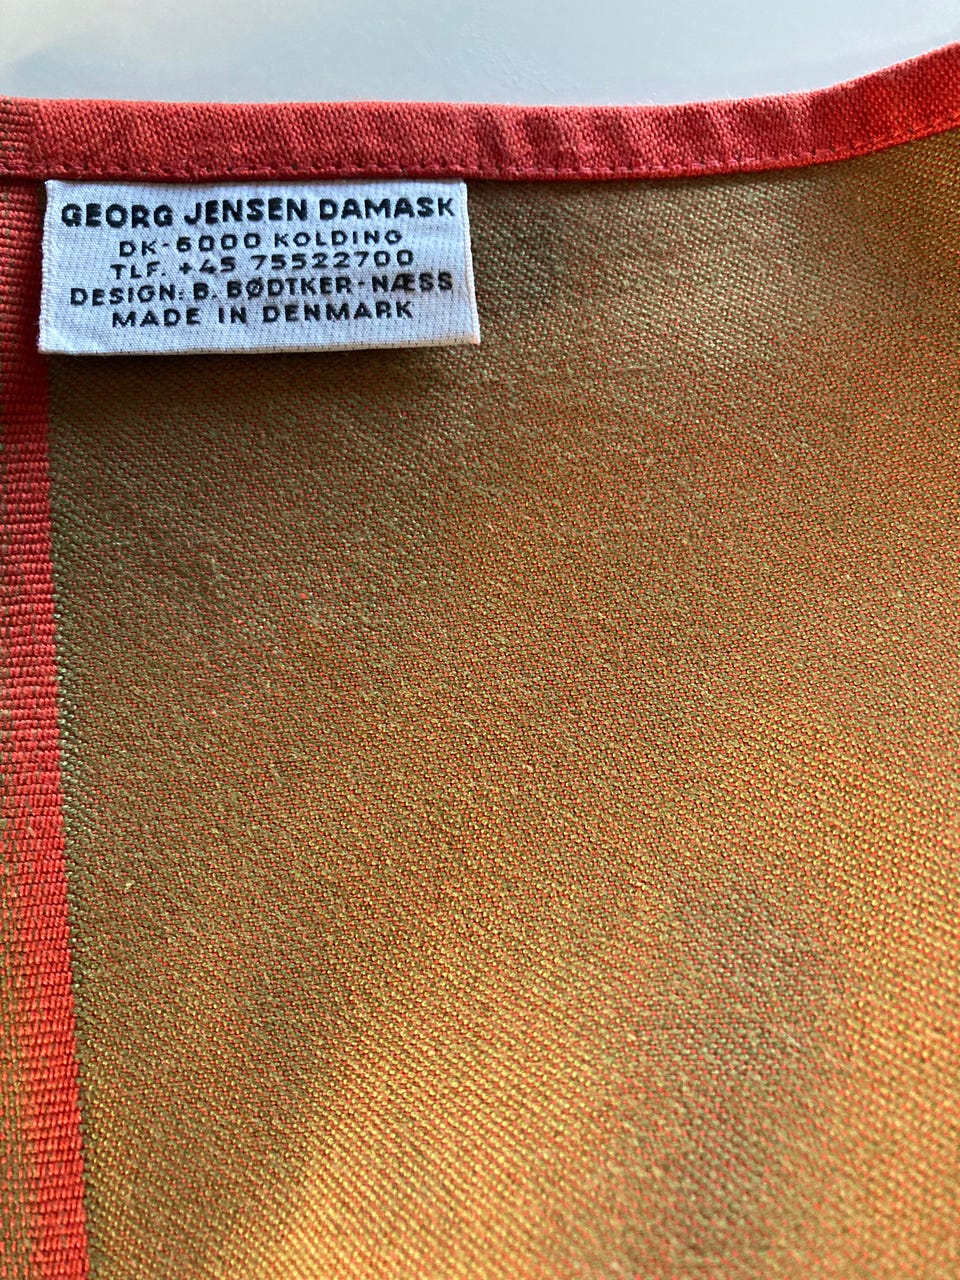 GEORG JENSEN DAMASK
DK-6000 KOLDING
TLF. +45 75522700
DESIGN: B. BØDTKER-NÆSS
MADE IN DENMARK